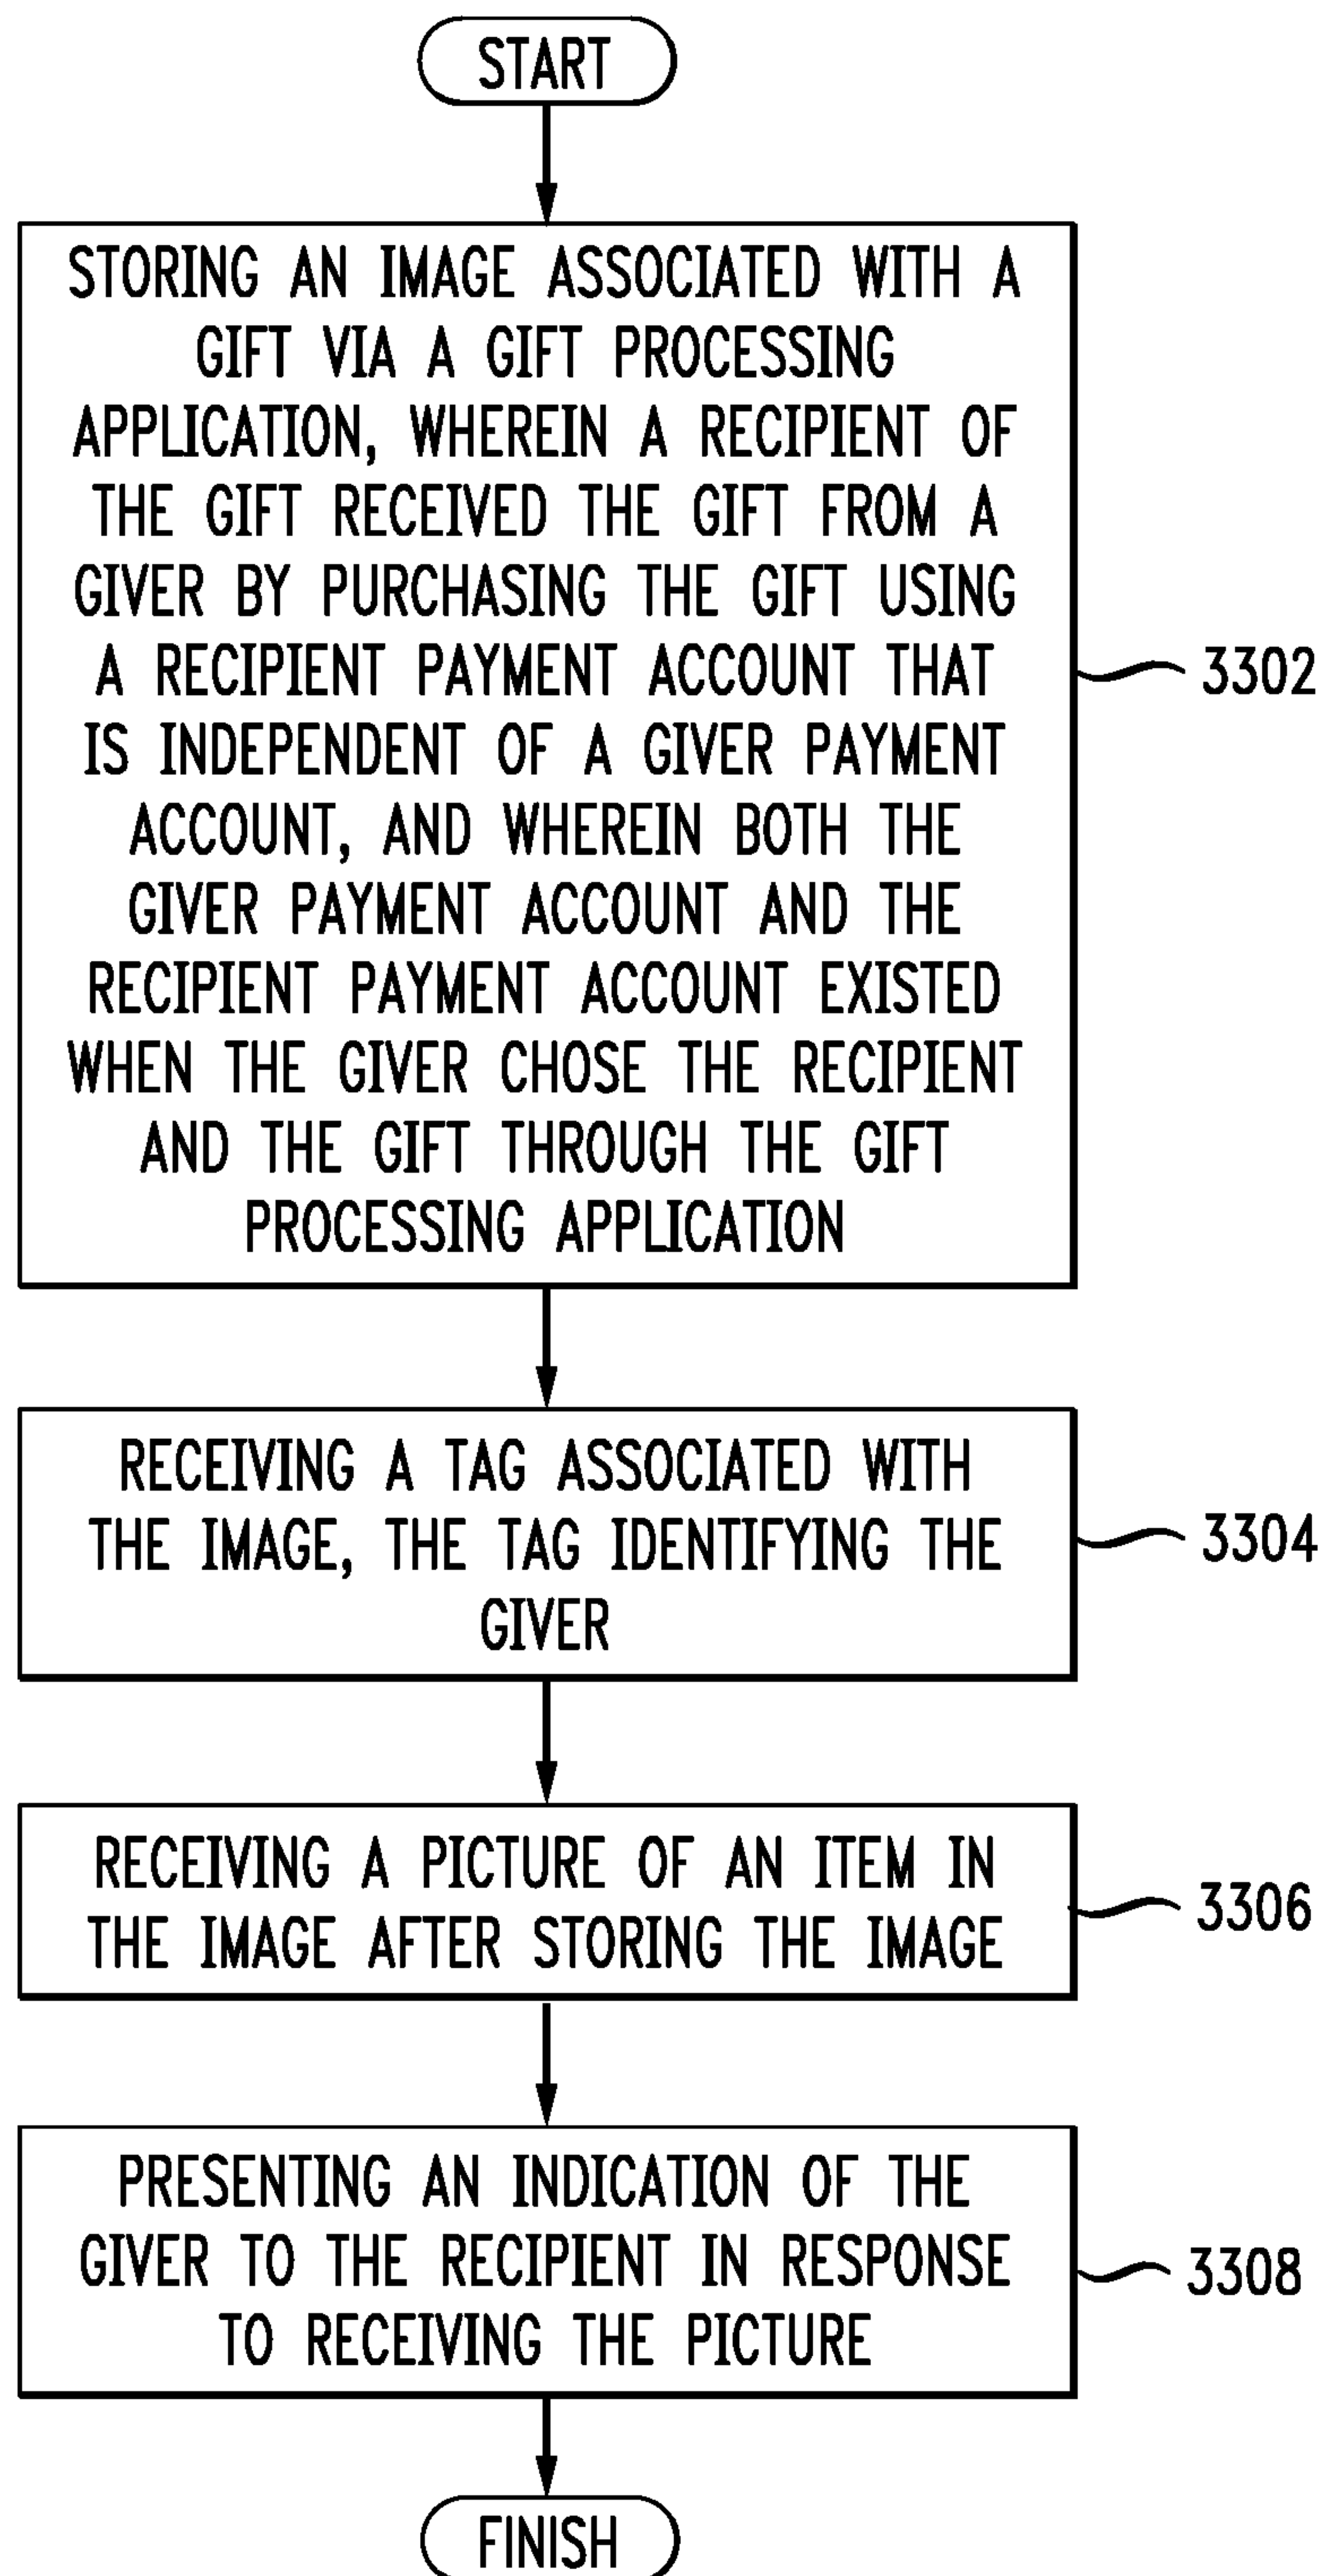 START
STORING AN IMAGE ASSOCIATED WITH A
GIFT VIA A GIFT PROCESSING
APPLICATION, WHEREIN A RECIPIENT OF
THE GIFT RECEIVED THE GIFT FROM A
GIVER BY PURCHASING THE GIFT USING
A RECIPIENT PAYMENT ACCOUNT THAT
IS INDEPENDENT OF A GIVER PAYMENT
ACCOUNT, AND WHEREIN BOTH THE
GIVER PAYMENT ACCOUNT AND THE
RECIPIENT PAYMENT ACCOUNT EXISTED
WHEN THE GIVER CHOSE THE RECIPIENT
AND THE GIFT THROUGH THE GIFT
PROCESSING APPLICATION
3302
RECEIVING A TAG ASSOCIATED WITH
THE IMAGE, THE TAG IDENTIFYING THE
GIVER
3304
RECEIVING A PICTURE OF AN ITEM IN
THE IMAGE AFTER STORING THE IMAGE
3306
PRESENTING AN INDICATION OF THE
GIVER TO THE RECIPIENT IN RESPONSE
TO RECEIVING THE PICTURE
3308
FINISH